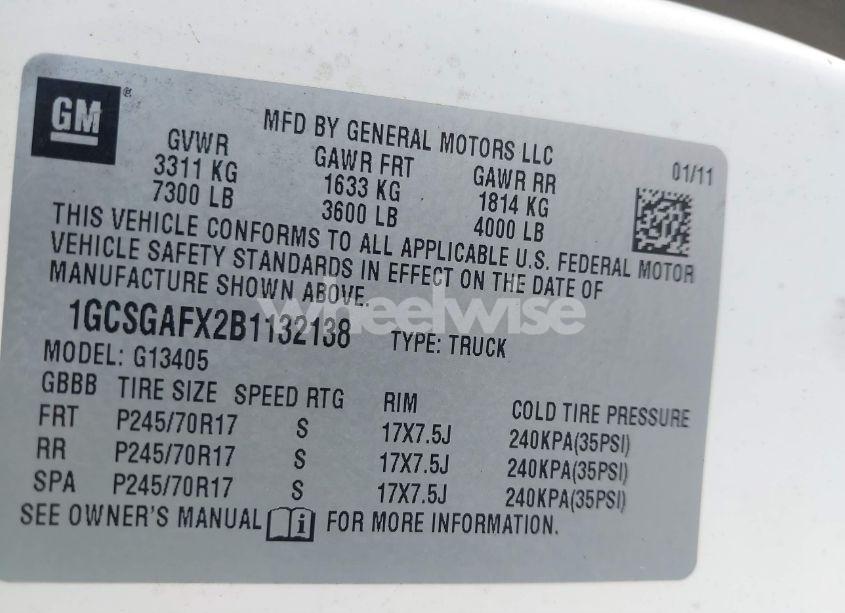 GM®
MFD BY GENERAL MOTORS LLC
01/11
GVWR GAWR FRT GAWR RR
3311 KG 1633 KG 1814 KG
7300 LB 3600 LB 4000 LB
THIS VEHICLE CONFORMS TO ALL APPLICABLE U.S. FEDERAL MOTOR
VEHICLE SAFETY STANDARDS IN EFFECT ON THE DATE OF
MANUFACTURE SHOWN ABOVE.
wheelwise
1GCSGAFX2B1132138 TYPE: TRUCK
MODEL: G13405
GBBB TIRE SIZE SPEED RTG RIM COLD TIRE PRESSURE
FRT P245/70R17 S 17X7.5J 240KPA(35PSI)
RR P245/70R17 S 17X7.5J 240KPA(35PSI)
SPA P245/70R17 S 17X7.5J 240KPA(35PSI)
SEE OWNER'S MANUAL i FOR MORE INFORMATION.